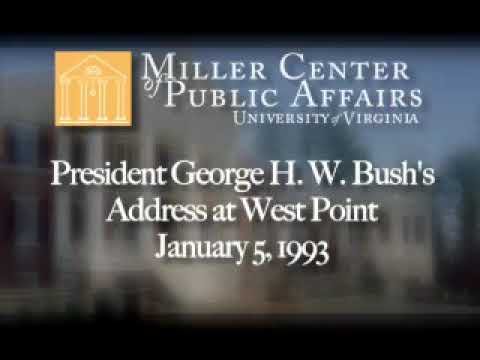 MILLER CENTER
of PUBLIC AFFAIRS
UNIVERSITY of VIRGINIA
President George H. W. Bush's
Address at West Point
January 5, 1993